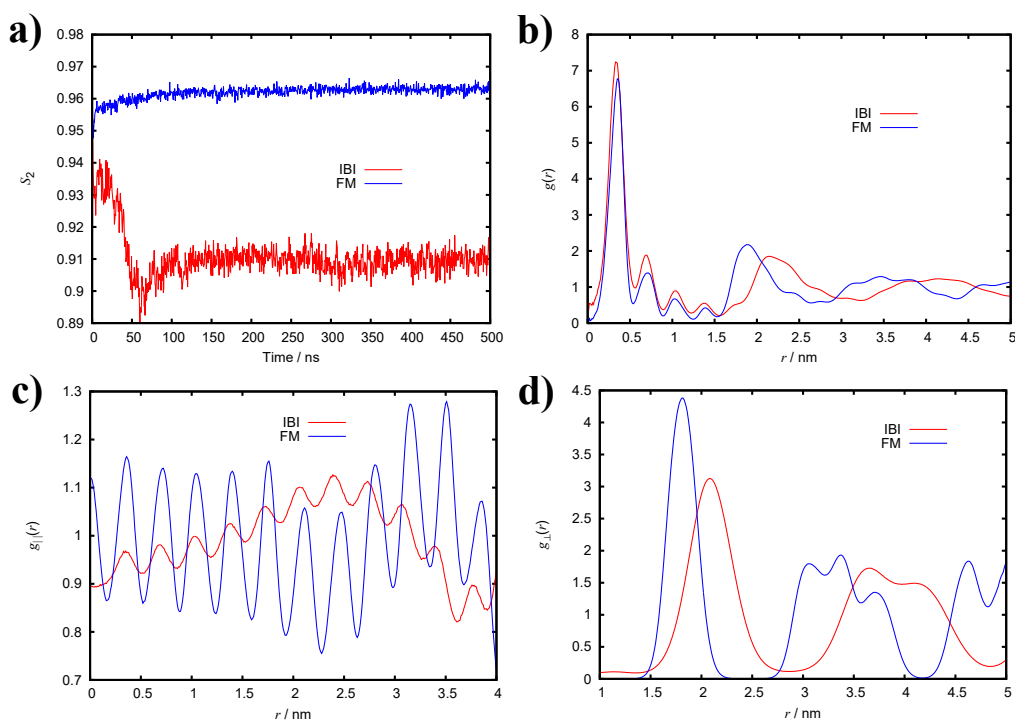 a)
0.98
0.97
0.96
0.95
0.94
0.93
0.92
0.91
0.9
0.89
S2
IBI
FM
0 50 100 150 200 250 300 350 400 450 500
Time / ns
b)
8
7
6
5
4
3
2
1
0
g(r)
IBI
FM
0 0.5 1 1.5 2 2.5 3 3.5 4 4.5 5
r / nm
c)
1.3
1.2
1.1
1
0.9
0.8
0.7
g||(r)
IBI
FM
0 0.5 1 1.5 2 2.5 3 3.5 4
r / nm
d)
4.5
4
3.5
3
2.5
2
1.5
1
0.5
0
g⊥(r)
IBI
FM
1 1.5 2 2.5 3 3.5 4 4.5 5
r / nm